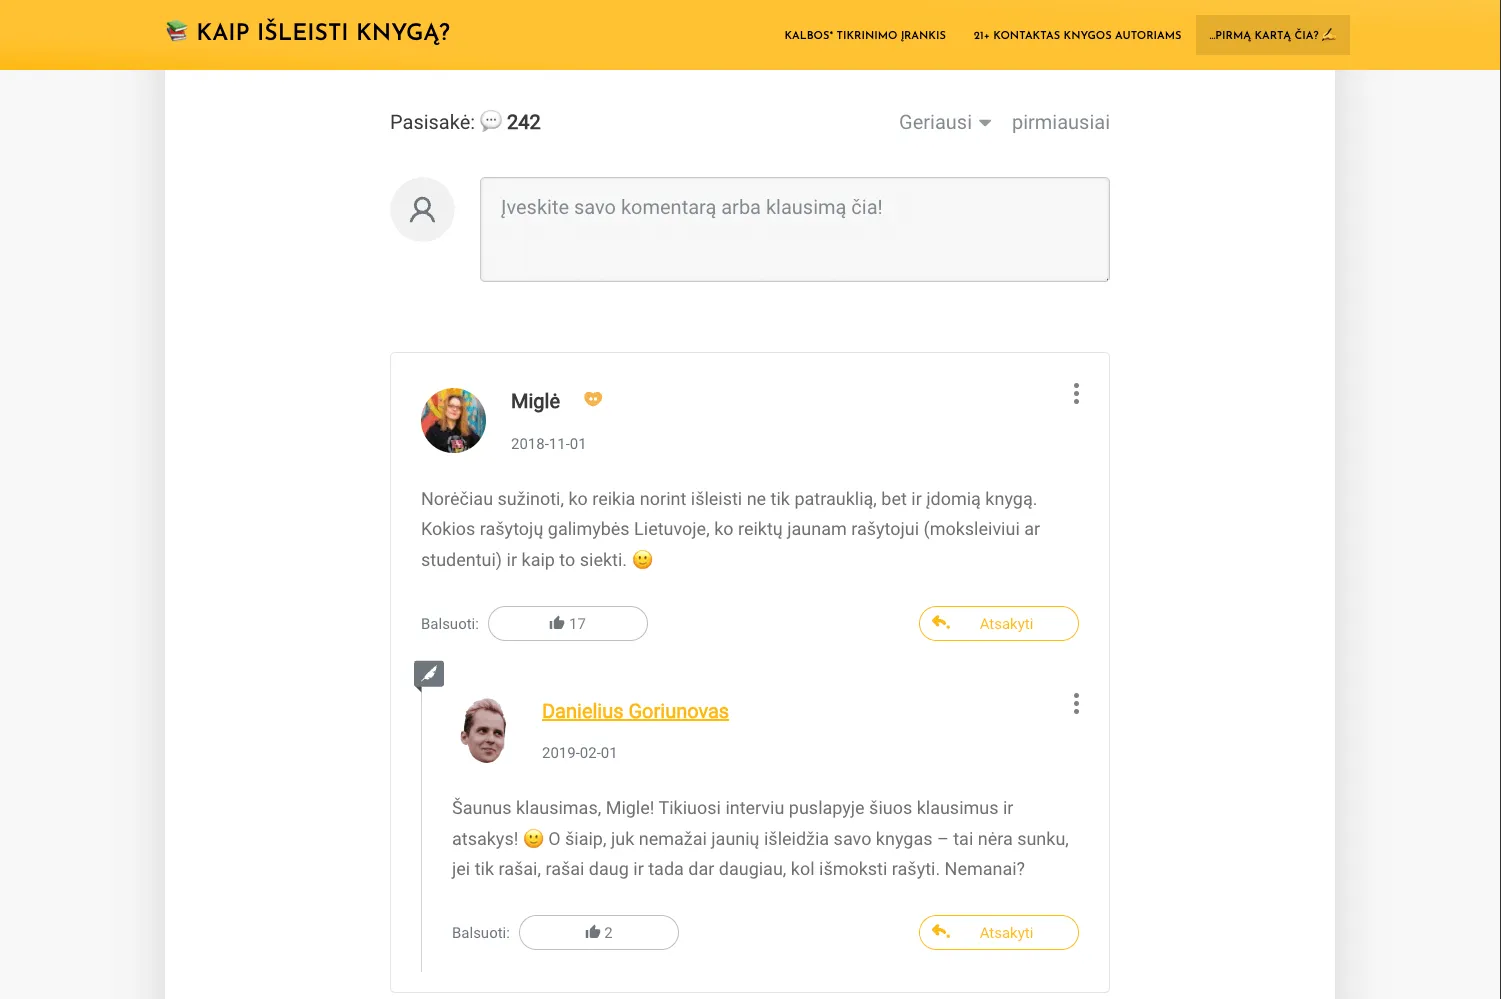 KAIP IŠLEISTI KNYGĄ?
KALBOS* TIKRINIMO ĮRANKIS
21+ KONTAKTAS KNYGOS AUTORIAMS
...PIRMĄ KARTĄ ČIA? ✍
Pasisakė: 💬 242
Geriausi pirmiausiai
Įveskite savo komentarą arba klausimą čia!
Miglė
2018-11-01
Norėčiau sužinoti, ko reikia norint išleisti ne tik patrauklią, bet ir įdomią knygą.
Kokios rašytojų galimybės Lietuvoje, ko reiktų jaunam rašytojui (moksleiviui ar
studentui) ir kaip to siekti. 🙂
Balsuoti: 17
Atsakyti
Danielius Goriunovas
2019-02-01
Šaunus klausimas, Migle! Tikiuosi interviu puslapyje šiuos klausimus ir
atsakys! 🙂 O šiaip, juk nemažai jaunių išleidžia savo knygas – tai nėra sunku,
jei tik rašai, rašai daug ir tada dar daugiau, kol išmoksti rašyti. Nemanai?
Balsuoti: 2
Atsakyti